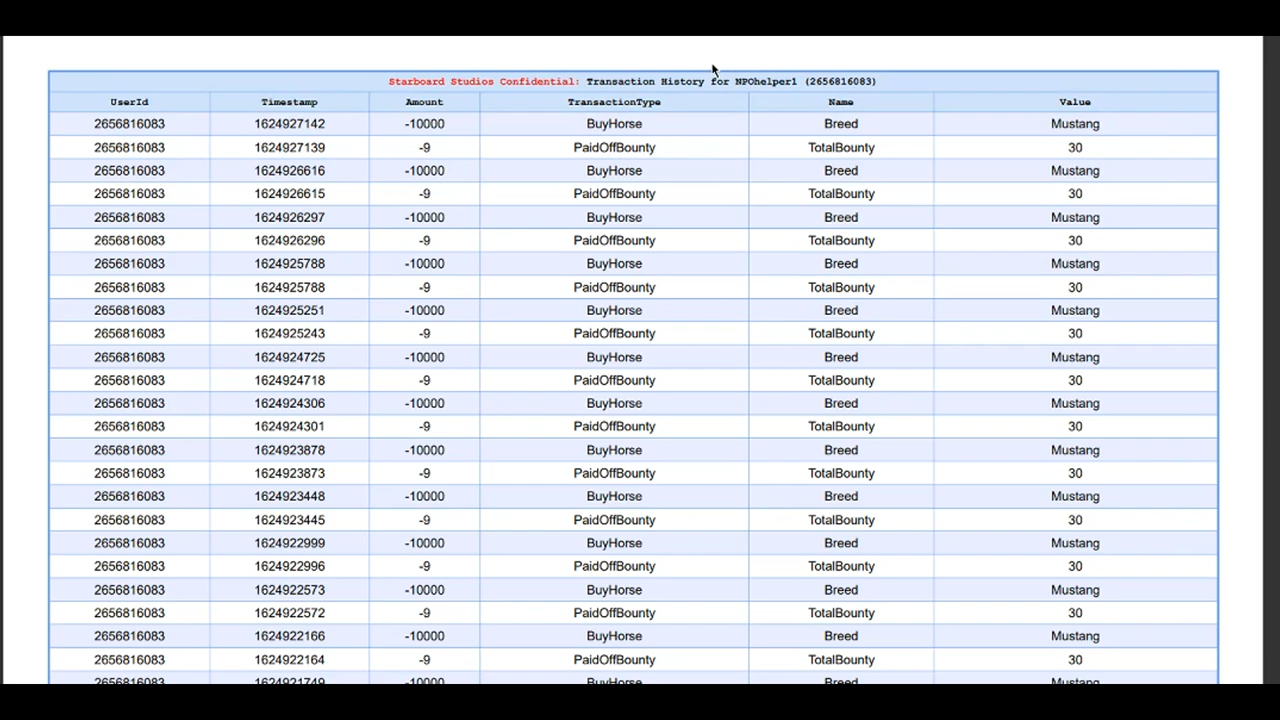 Starboard Studios Confidential: Transaction History for NPOhelper1 (2656816083)
UserId Timestamp Amount TransactionType Name Value
2656816083 1624927142 -10000 BuyHorse Breed Mustang
2656816083 1624927139 -9 PaidOffBounty TotalBounty 30
2656816083 1624926616 -10000 BuyHorse Breed Mustang
2656816083 1624926615 -9 PaidOffBounty TotalBounty 30
2656816083 1624926297 -10000 BuyHorse Breed Mustang
2656816083 1624926296 -9 PaidOffBounty TotalBounty 30
2656816083 1624925788 -10000 BuyHorse Breed Mustang
2656816083 1624925788 -9 PaidOffBounty TotalBounty 30
2656816083 1624925251 -10000 BuyHorse Breed Mustang
2656816083 1624925243 -9 PaidOffBounty TotalBounty 30
2656816083 1624924725 -10000 BuyHorse Breed Mustang
2656816083 1624924718 -9 PaidOffBounty TotalBounty 30
2656816083 1624924306 -10000 BuyHorse Breed Mustang
2656816083 1624924301 -9 PaidOffBounty TotalBounty 30
2656816083 1624923878 -10000 BuyHorse Breed Mustang
2656816083 1624923873 -9 PaidOffBounty TotalBounty 30
2656816083 1624923448 -10000 BuyHorse Breed Mustang
2656816083 1624923445 -9 PaidOffBounty TotalBounty 30
2656816083 1624922999 -10000 BuyHorse Breed Mustang
2656816083 1624922996 -9 PaidOffBounty TotalBounty 30
2656816083 1624922573 -10000 BuyHorse Breed Mustang
2656816083 1624922572 -9 PaidOffBounty TotalBounty 30
2656816083 1624922166 -10000 BuyHorse Breed Mustang
2656816083 1624922164 -9 PaidOffBounty TotalBounty 30
2656816083 1624921749 -10000 BuyHorse Breed Mustang